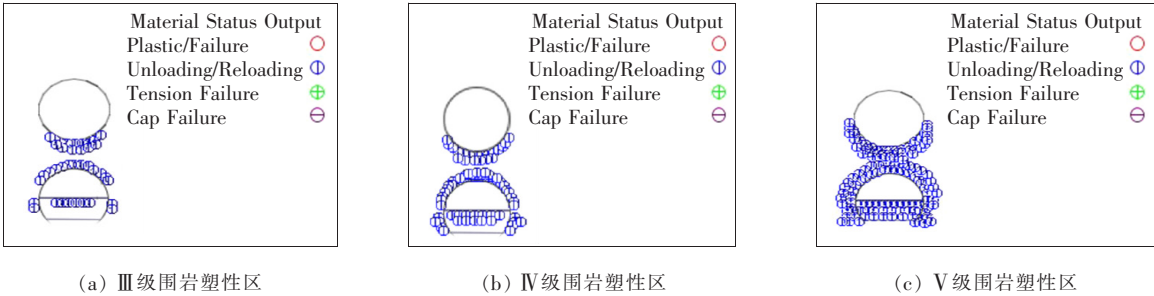 Material Status Output
Plastic/Failure
Unloading/Reloading
Tension Failure
Cap Failure
(a) Ⅲ级围岩塑性区
Material Status Output
Plastic/Failure
Unloading/Reloading
Tension Failure
Cap Failure
(b) Ⅳ级围岩塑性区
Material Status Output
Plastic/Failure
Unloading/Reloading
Tension Failure
Cap Failure
(c) Ⅴ级围岩塑性区